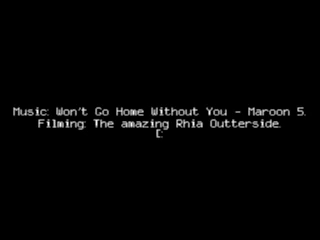 Music: Won't Go Home Without You - Maroon 5.
Filming: The amazing Rhia Outterside.
[: